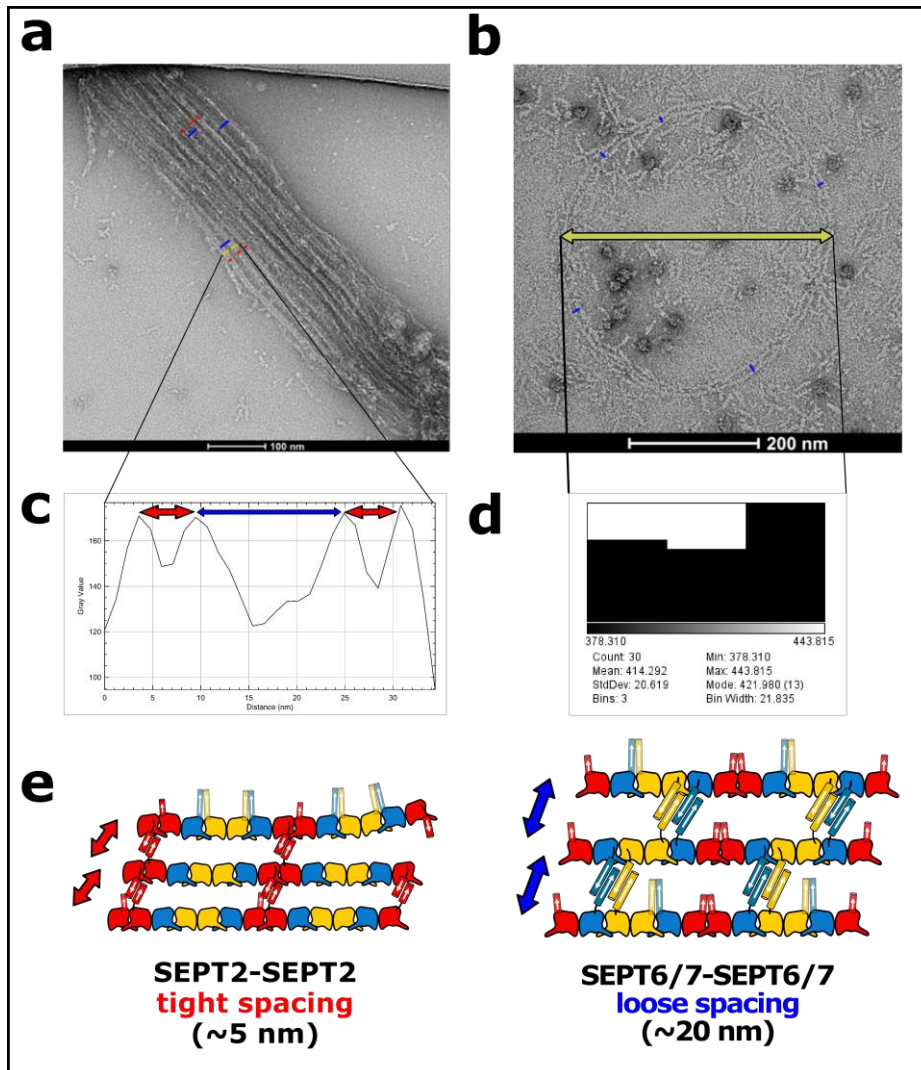 a
b
100 nm
200 nm
c
d
160
140
120
100
Gray Value
0 5 10 15 20 25 30
Distance (nm)
378.310 443.815
Count: 30 Min: 378.310
Mean: 414.292 Max: 443.815
StdDev: 20.619 Mode: 421.980 (13)
Bins: 3 Bin Width: 21.835
e
SEPT2-SEPT2
tight spacing
(~5 nm)
SEPT6/7-SEPT6/7
loose spacing
(~20 nm)